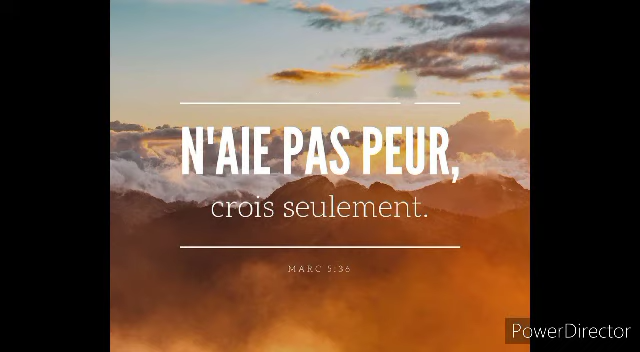 N'AIE PAS PEUR,
crois seulement.
MARC 5:36
PowerDirector